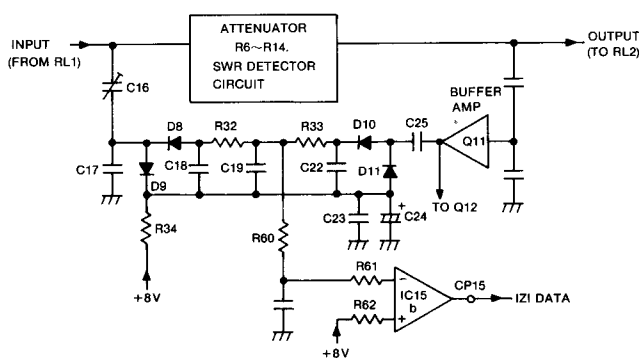 INPUT
(FROM RL1)
ATTENUATOR
R6～R14.
SWR DETECTOR
CIRCUIT
OUTPUT
(TO RL2)
C16
BUFFER
AMP
D8
R32
R33
D10
C25
Q11
C17
D9
C18
C19
C22
D11
TO Q12
R34
C23
+
C24
R60
+8V
R61
R62
−
+
IC15
b
CP15
IZI DATA
+8V